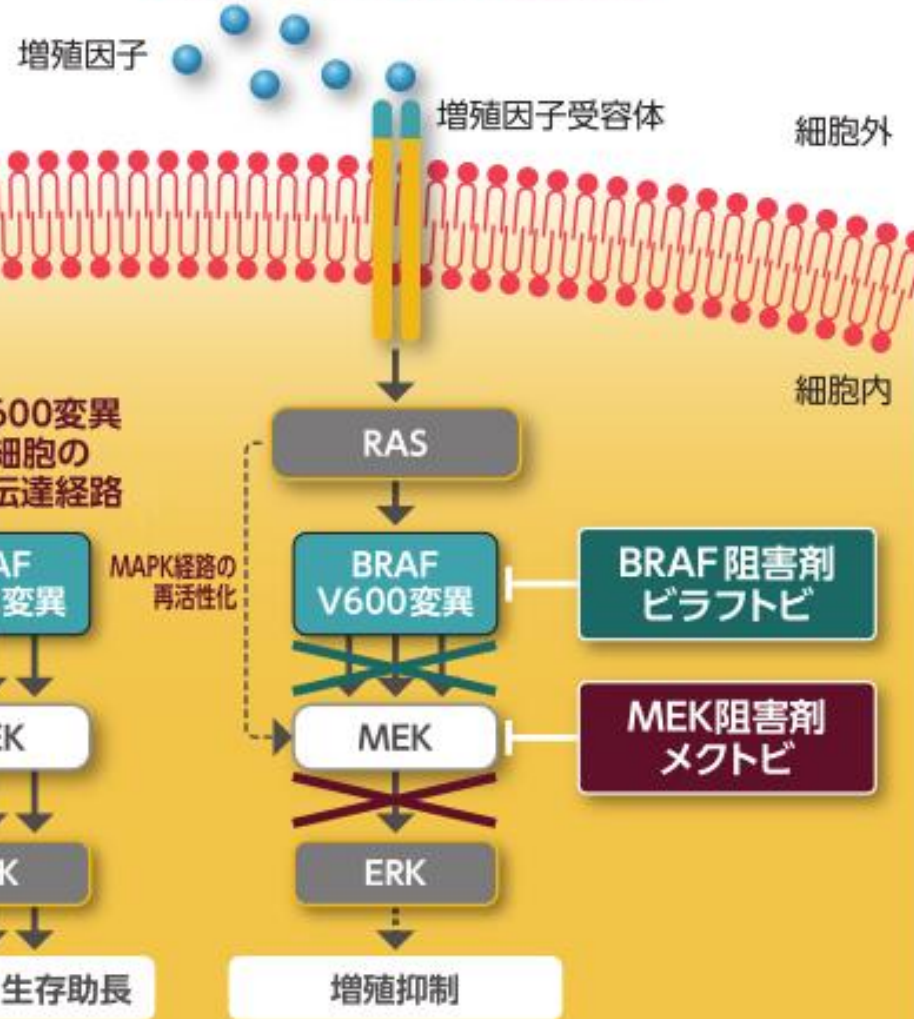 増殖因子
増殖因子受容体
細胞外
細胞内
600変異
細胞の
伝達経路
RAS
MAPK経路の
再活性化
AF
変異
BRAF
V600変異
BRAF阻害剤
ビラフトビ
EK
MEK
MEK阻害剤
メクトビ
K
ERK
生存助長
増殖抑制